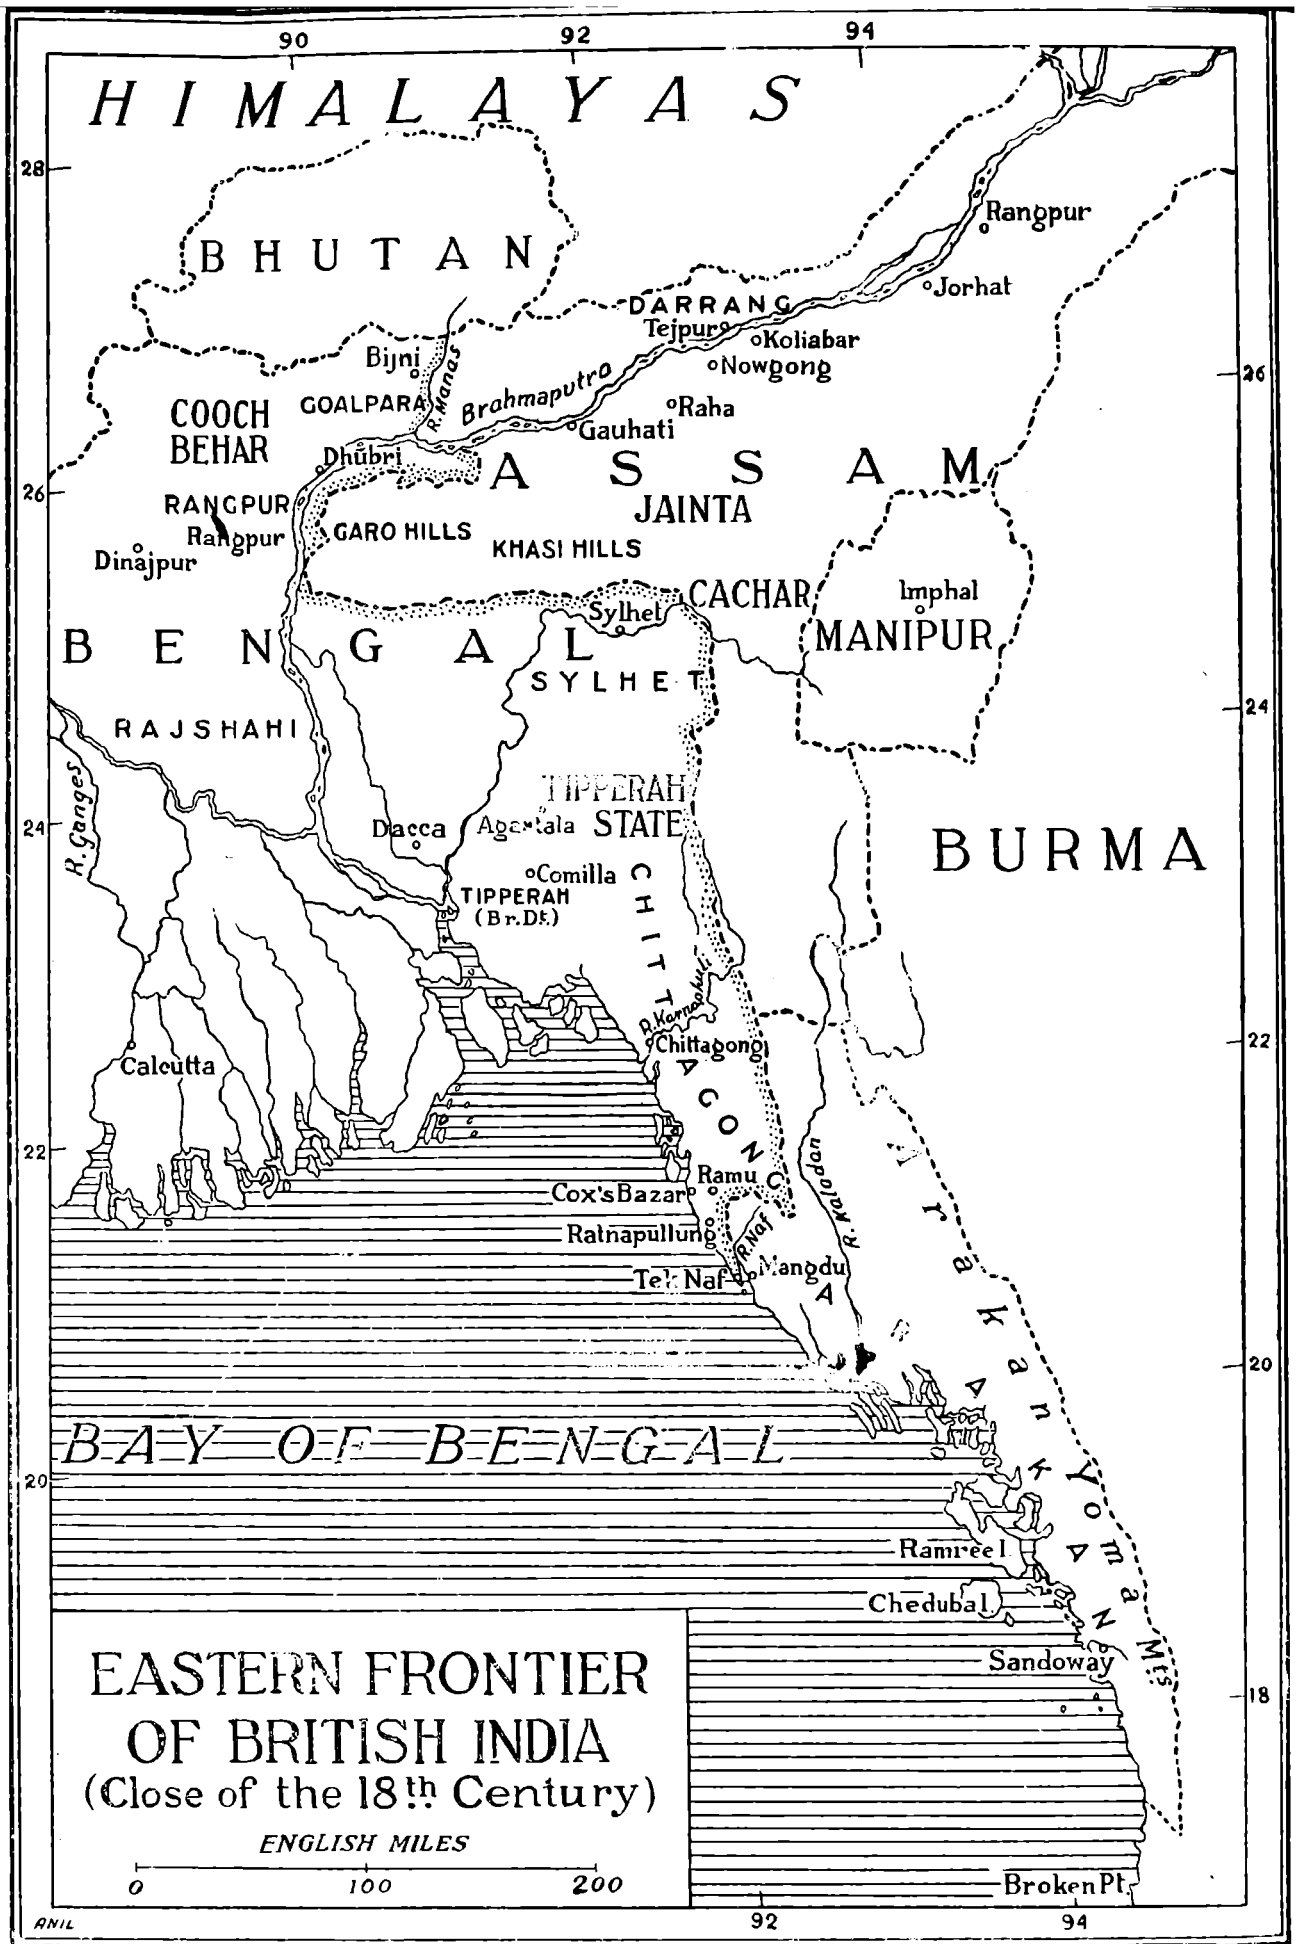 90 92 94
HIMALAYAS
28
BHUTAN
Rangpur
Jorhat
DARRANG
Tejpur
Koliabar
Nowgong
Bijni
R. Manas
26
COOCH
BEHAR
GOALPARA
Brahmaputra
Raha
Gauhati
Dhubri
ASSAM
26
RANGPUR
Rangpur
JAINTA
GARO HILLS
KHASI HILLS
Dinajpur
CACHAR
Imphal
Sylhet
MANIPUR
BENGAL
SYLHET
24
RAJSHAHI
R. Ganges
TIPPERAH
STATE
24
Dacca
Agartala
BURMA
Comilla
TIPPERAH
(Br. Dt.)
CHITTAGONG
R. Karnaphuli
Chittagong
22
Calcutta
22
Ramu
Cox's Bazar
R. Kaladan
Ratnapullung
R. Naf
Tek Naf
Mangdu
ARAKAN
Arakan Yoma Mts
20
BAY OF BENGAL
20
Ramree I.
Cheduba I.
Sandoway
18
EASTERN FRONTIER
OF BRITISH INDIA
(Close of the 18th Century)
ENGLISH MILES
0 100 200
Broken Pt.
ANIL
92 94